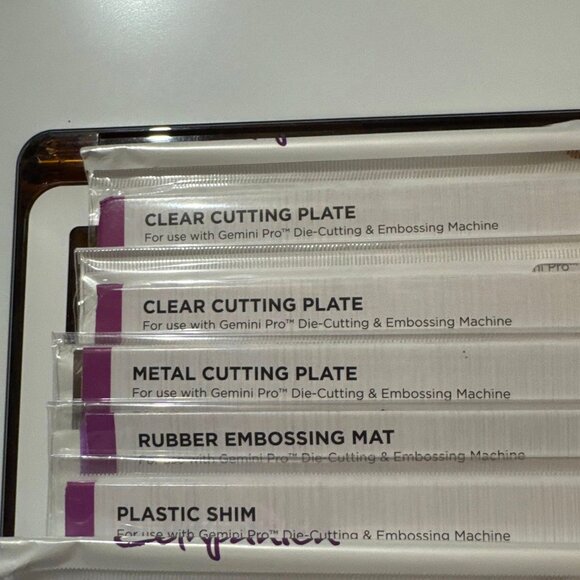 CLEAR CUTTING PLATE
For use with Gemini Pro™ Die-Cutting & Embossing Machine
ni Pro™
CLEAR CUTTING PLATE
For use with Gemini Pro™ Die-Cutting & Embossing Machine
METAL CUTTING PLATE
For use with Gemini Pro™ Die-Cutting & Embossing Machine
RUBBER EMBOSSING MAT
For use with Gemini Pro™ Die-Cutting & Embossing Machine
PLASTIC SHIM
For use with Gemini Pro™ Die-Cutting & Embossing Machine